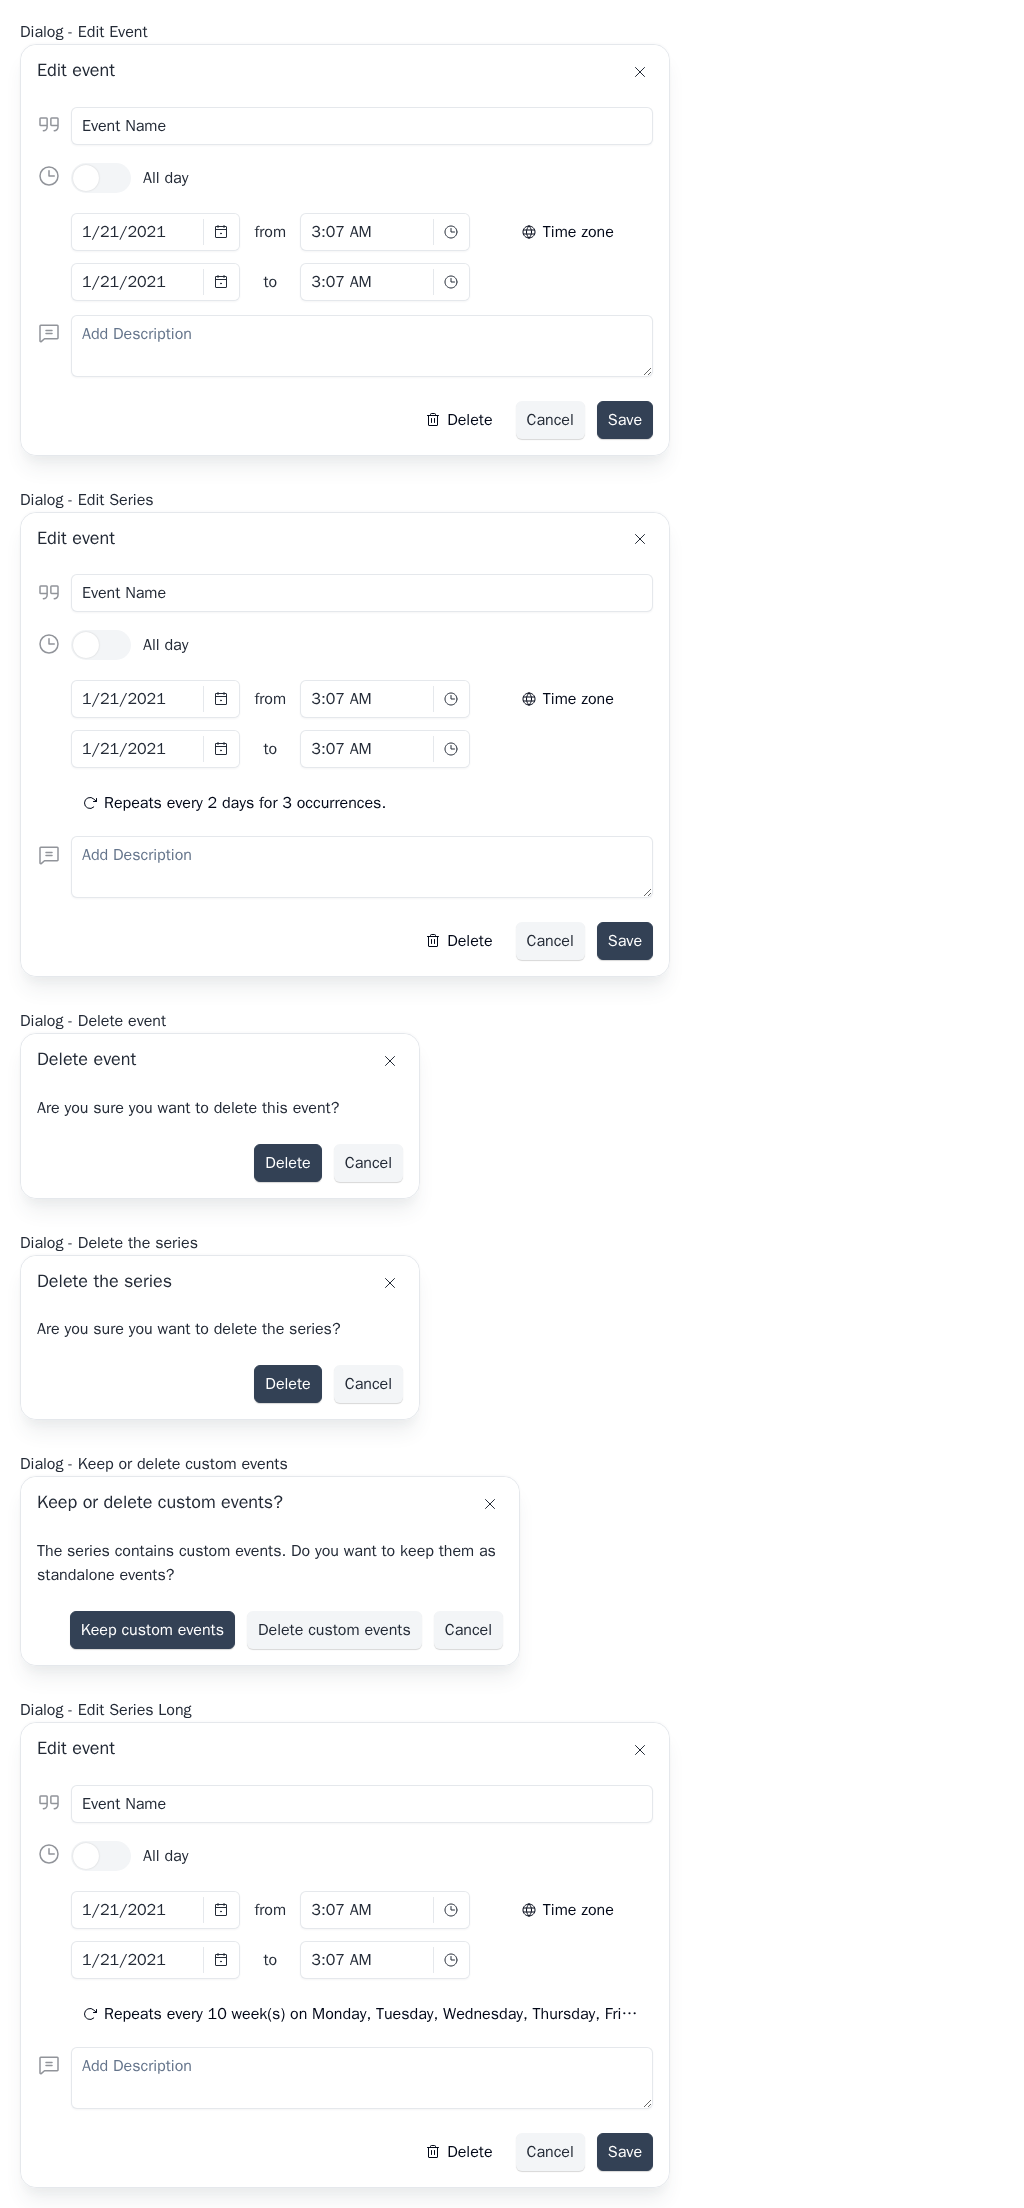 Dialog - Edit Event
Edit event
Event Name
All day
1/21/2021 from 3:07 AM Time zone
1/21/2021 to 3:07 AM
Add Description
Delete Cancel Save
Dialog - Edit Series
Edit event
Event Name
All day
1/21/2021 from 3:07 AM Time zone
1/21/2021 to 3:07 AM
Repeats every 2 days for 3 occurrences.
Add Description
Delete Cancel Save
Dialog - Delete event
Delete event
Are you sure you want to delete this event?
Delete Cancel
Dialog - Delete the series
Delete the series
Are you sure you want to delete the series?
Delete Cancel
Dialog - Keep or delete custom events
Keep or delete custom events?
The series contains custom events. Do you want to keep them as
standalone events?
Keep custom events Delete custom events Cancel
Dialog - Edit Series Long
Edit event
Event Name
All day
1/21/2021 from 3:07 AM Time zone
1/21/2021 to 3:07 AM
Repeats every 10 week(s) on Monday, Tuesday, Wednesday, Thursday, Fri…
Add Description
Delete Cancel Save